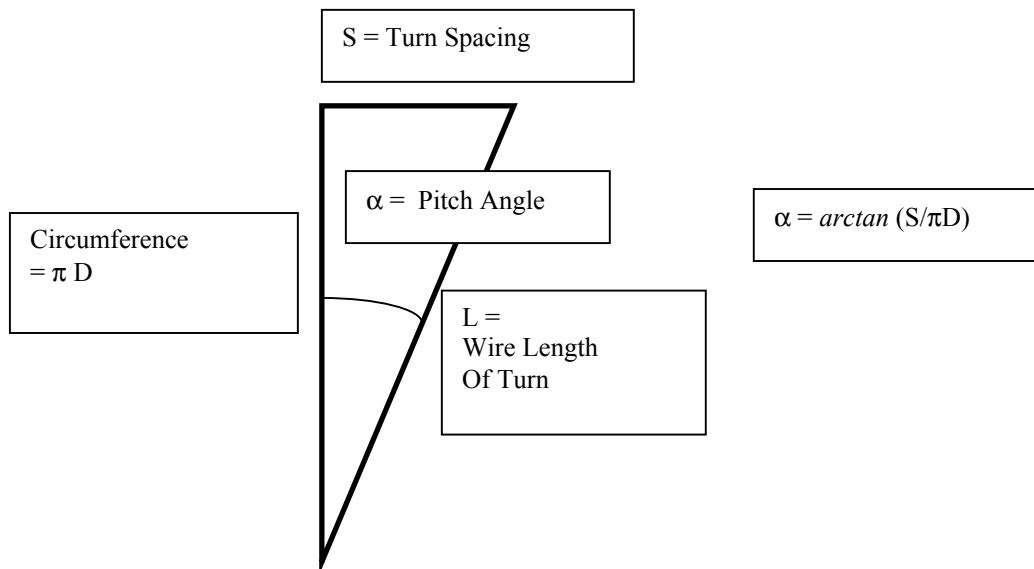 S = Turn Spacing
α = Pitch Angle
α = arctan (S/πD)
Circumference
= π D
L =
Wire Length
Of Turn